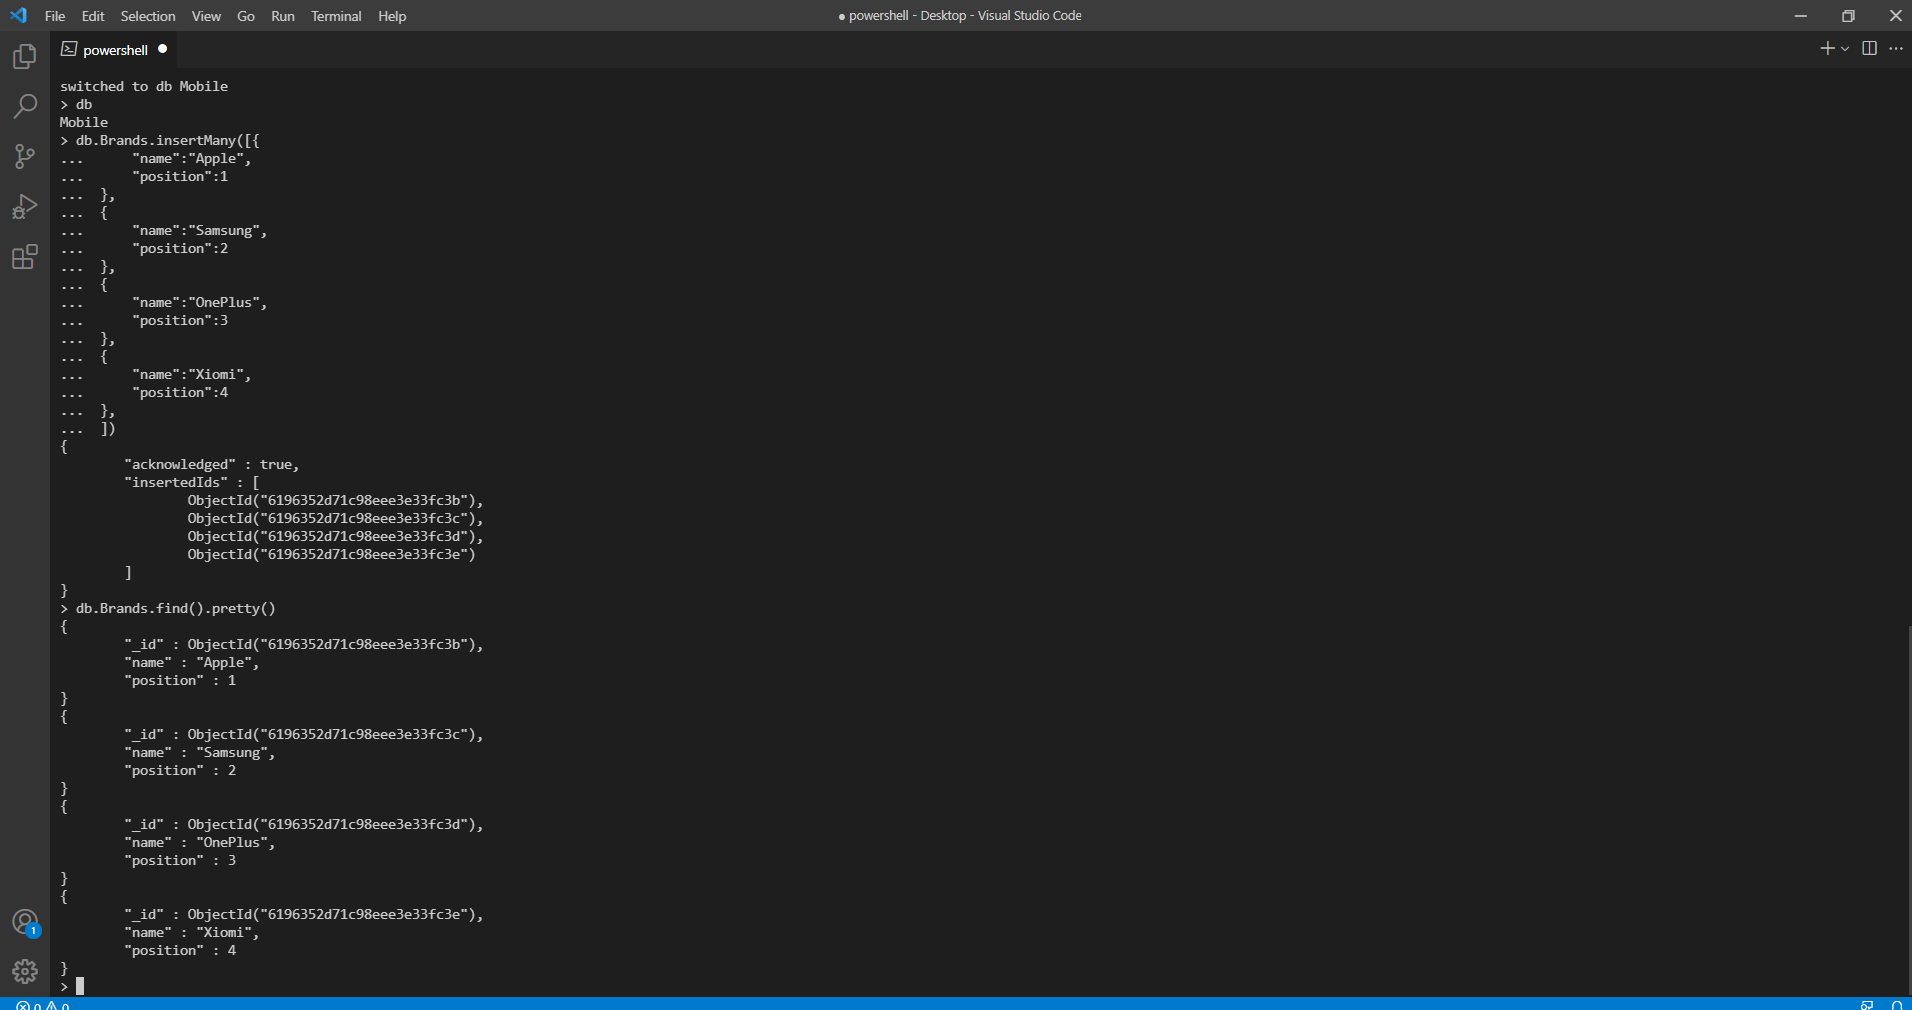 File Edit Selection View Go Run Terminal Help
● powershell - Desktop - Visual Studio Code
powershell
switched to db Mobile
> db
Mobile
> db.Brands.insertMany([{
...      "name":"Apple",
...      "position":1
...  },
...  {
...      "name":"Samsung",
...      "position":2
...  },
...  {
...      "name":"OnePlus",
...      "position":3
...  },
...  {
...      "name":"Xiomi",
...      "position":4
...  },
...  ])
{
        "acknowledged" : true,
        "insertedIds" : [
                ObjectId("6196352d71c98eee3e33fc3b"),
                ObjectId("6196352d71c98eee3e33fc3c"),
                ObjectId("6196352d71c98eee3e33fc3d"),
                ObjectId("6196352d71c98eee3e33fc3e")
        ]
}
> db.Brands.find().pretty()
{
        "_id" : ObjectId("6196352d71c98eee3e33fc3b"),
        "name" : "Apple",
        "position" : 1
}
{
        "_id" : ObjectId("6196352d71c98eee3e33fc3c"),
        "name" : "Samsung",
        "position" : 2
}
{
        "_id" : ObjectId("6196352d71c98eee3e33fc3d"),
        "name" : "OnePlus",
        "position" : 3
}
{
        "_id" : ObjectId("6196352d71c98eee3e33fc3e"),
        "name" : "Xiomi",
        "position" : 4
}
>
1
0 0